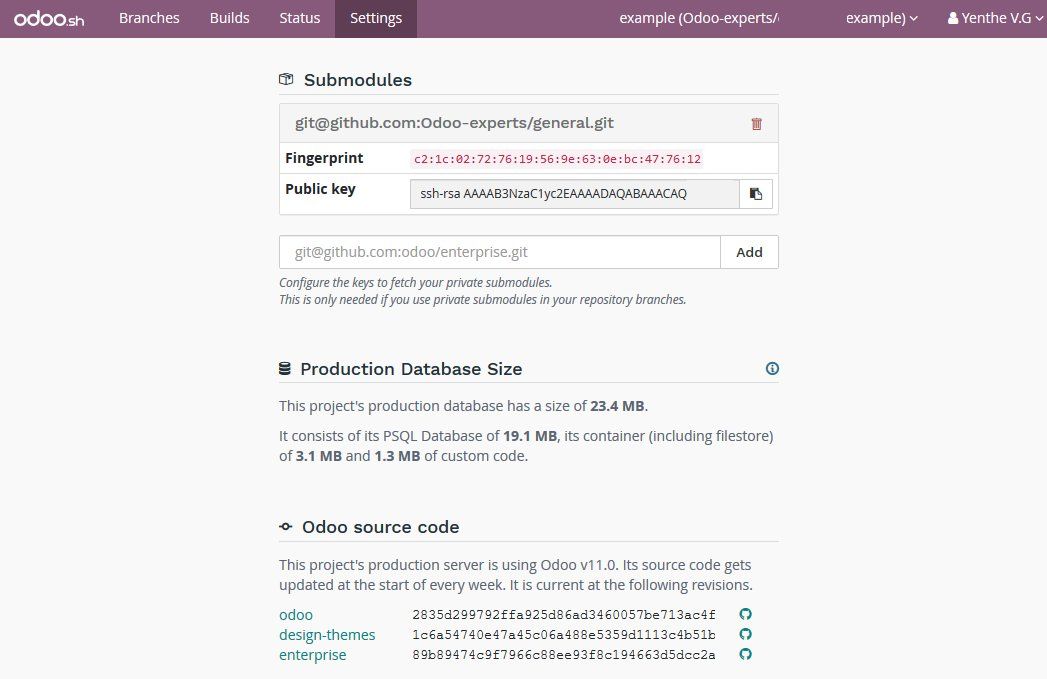 odoo.sh Branches Builds Status Settings example (Odoo-experts/ example) Yenthe V.G
Submodules
git@github.com:Odoo-experts/general.git
Fingerprint c2:1c:02:72:76:19:56:9e:63:0e:bc:47:76:12
Public key ssh-rsa AAAAB3NzaC1yc2EAAAADAQABAAACAQ
git@github.com:odoo/enterprise.git Add
Configure the keys to fetch your private submodules.
This is only needed if you use private submodules in your repository branches.
Production Database Size
This project's production database has a size of 23.4 MB.
It consists of its PSQL Database of 19.1 MB, its container (including filestore)
of 3.1 MB and 1.3 MB of custom code.
Odoo source code
This project's production server is using Odoo v11.0. Its source code gets
updated at the start of every week. It is current at the following revisions.
odoo 2835d299792ffa925d86ad3460057be713ac4f
design-themes 1c6a54740e47a45c06a488e5359d1113c4b51b
enterprise 89b89474c9f7966c88ee93f8c194663d5dcc2a